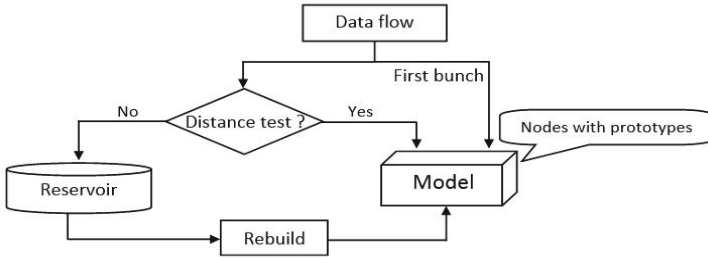 Data flow
First bunch
No
Distance test ?
Yes
Nodes with prototypes
Reservoir
Model
Rebuild